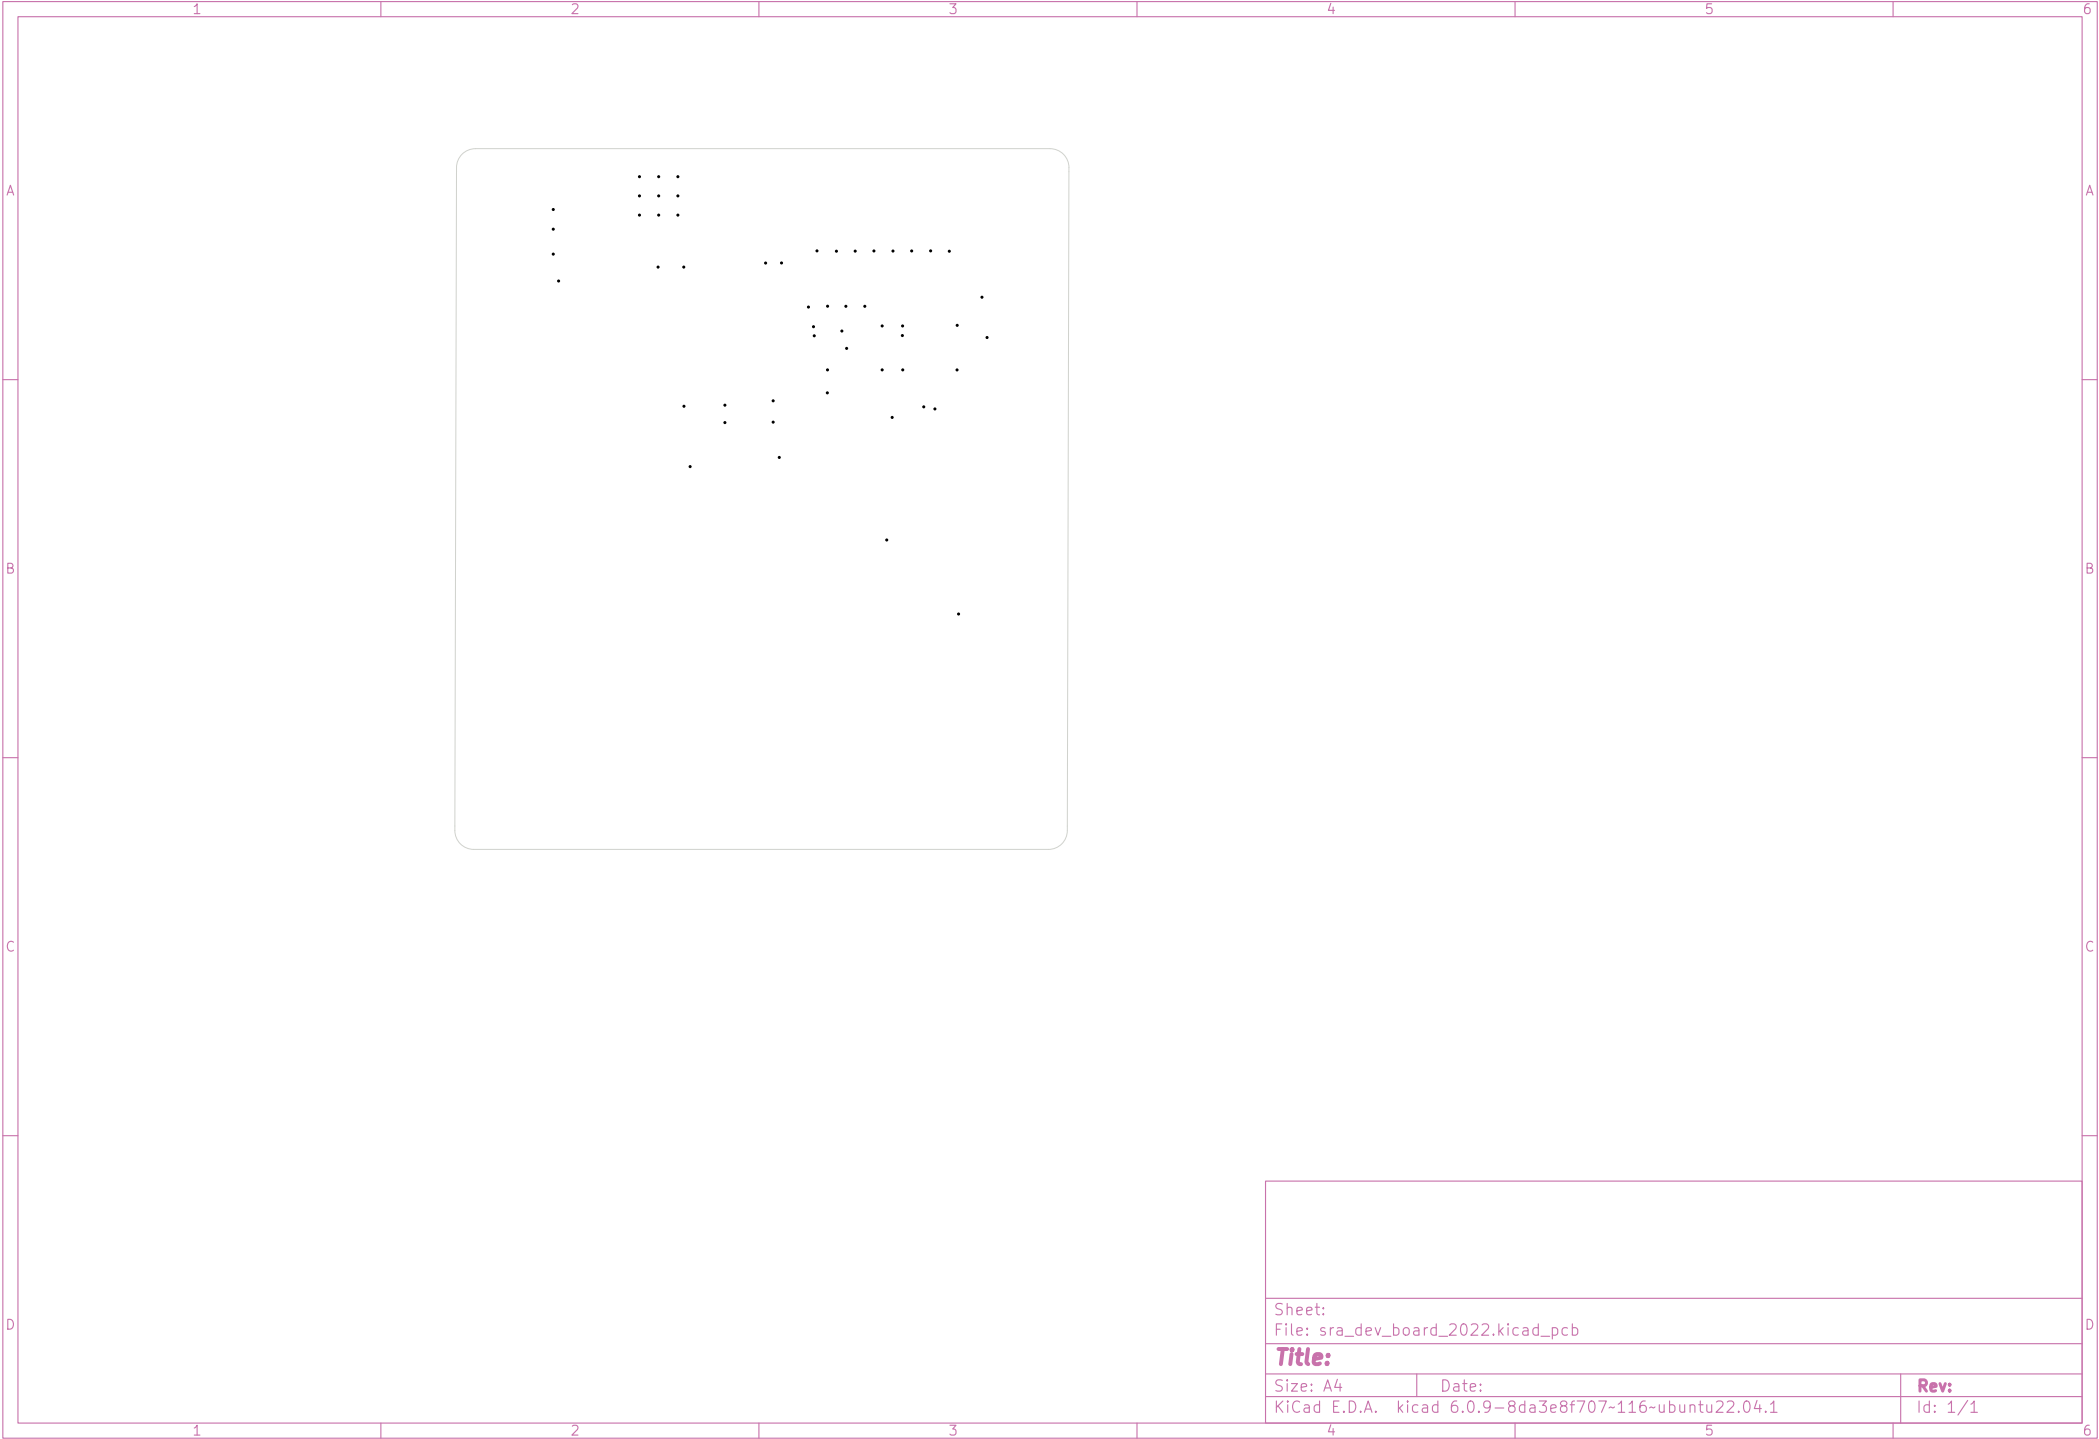 1 2 3 4 5 6
A A
B B
C C
Sheet:
D D
File: sra_dev_board_2022.kicad_pcb
Title:
Size: A4 Date: Rev:
KiCad E.D.A. kicad 6.0.9-8da3e8f707~116~ubuntu22.04.1 Id: 1/1
1 2 3 4 5 6